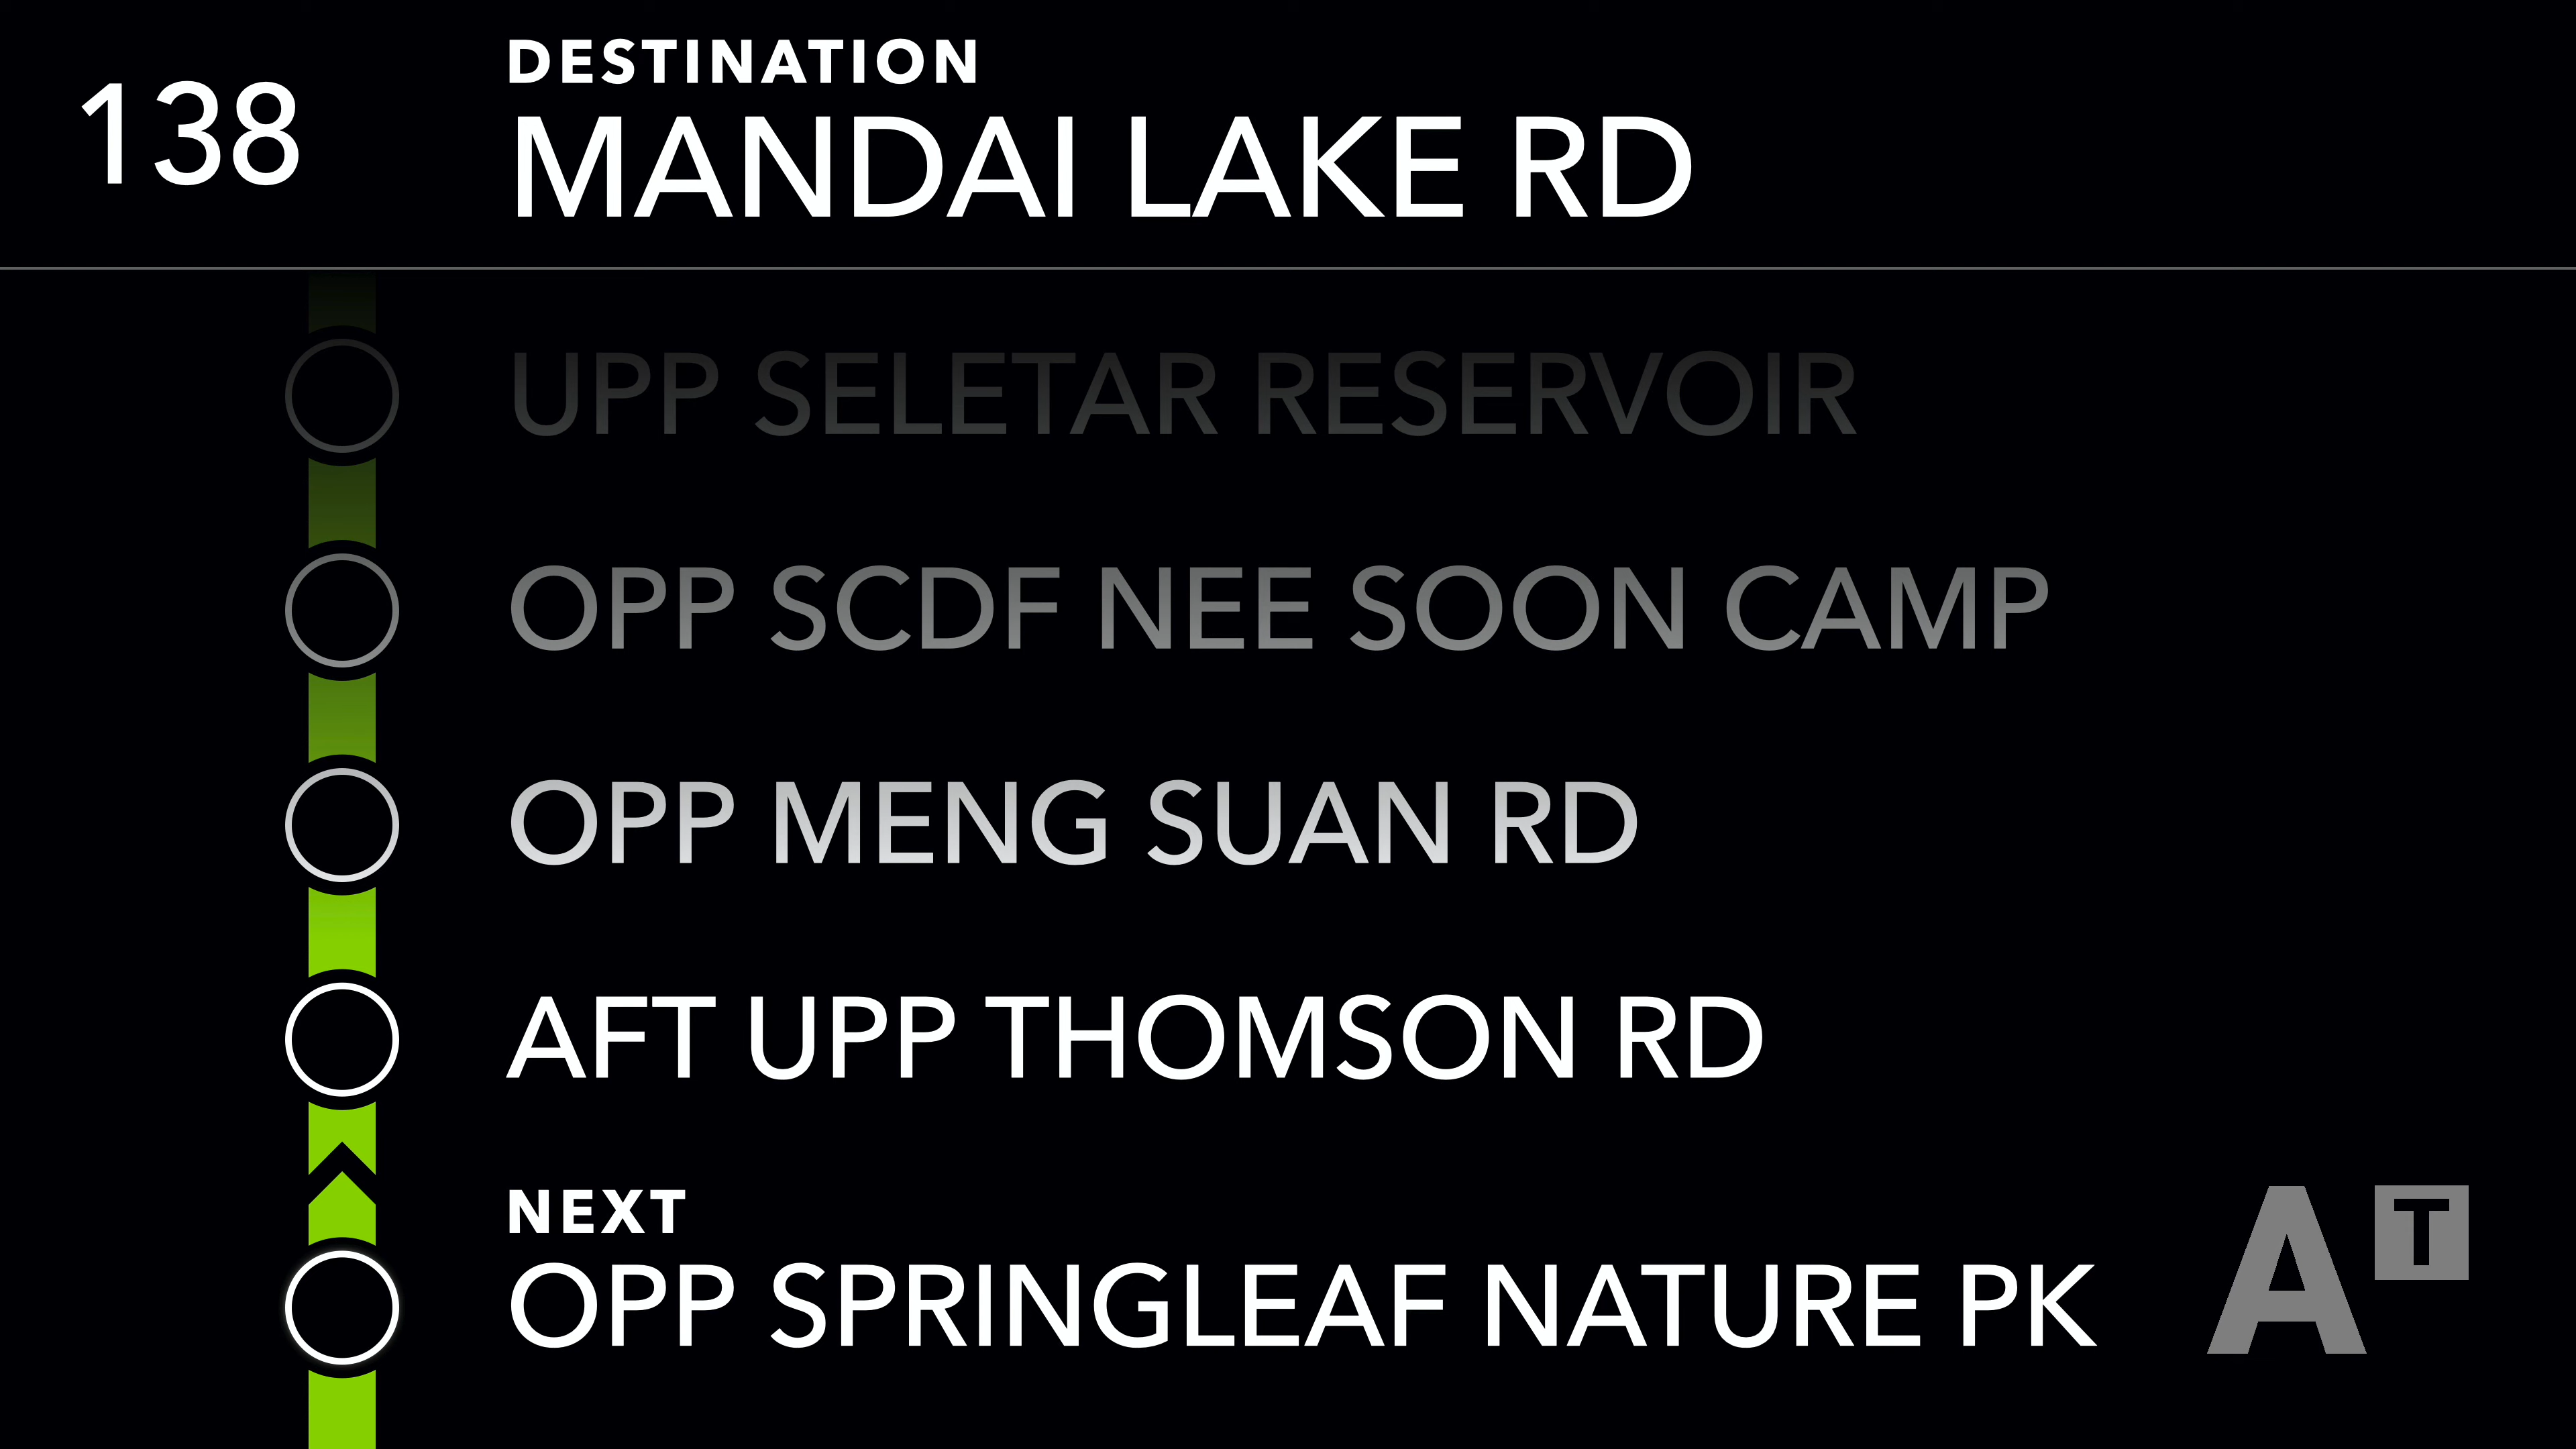 138
DESTINATION
MANDAI LAKE RD
UPP SELETAR RESERVOIR
OPP SCDF NEE SOON CAMP
OPP MENG SUAN RD
AFT UPP THOMSON RD
NEXT
OPP SPRINGLEAF NATURE PK
AT